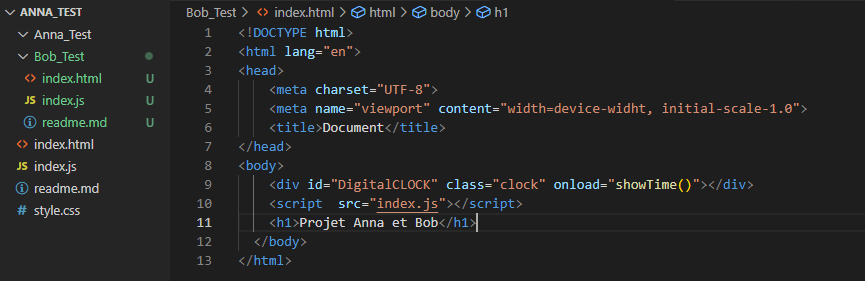 ANNA_TEST
Anna_Test
Bob_Test
index.html U
JS index.js U
readme.md U
index.html
JS index.js
readme.md
# style.css
Bob_Test > index.html > html > body > h1
1 <!DOCTYPE html>
2 <html lang="en">
3 <head>
4 <meta charset="UTF-8">
5 <meta name="viewport" content="width=device-widht, initial-scale=1.0">
6 <title>Document</title>
7 </head>
8 <body>
9 <div id="DigitalCLOCK" class="clock" onload="showTime()"></div>
10 <script  src="index.js"></script>
11 <h1>Projet Anna et Bob</h1>
12 </body>
13 </html>